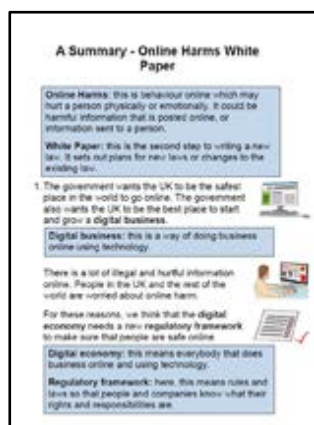 A Summary - Online Harms White
Paper
Online Harms: this is behaviour online which may
hurt a person physically or emotionally. It could be
harmful information that is posted online, or
information sent to a person.
White Paper: this is the second step to writing a new
law. It sets out plans for new laws or changes to the
existing law.
1. The government wants the UK to be the safest
place in the world to go online. The government
also wants the UK to be the best place to start
and grow a digital business.
Digital business: this is a way of doing business
online using technology.
There is a lot of illegal and hurtful information
online. People in the UK and the rest of the
world are worried about online harm.
For these reasons, we think that the digital
economy needs a new regulatory framework
to make sure that people are safe online.
Digital economy: this means everybody that does
business online and using technology.
Regulatory framework: here, this means rules and
laws so that people and companies know what their
rights and responsibilities are.